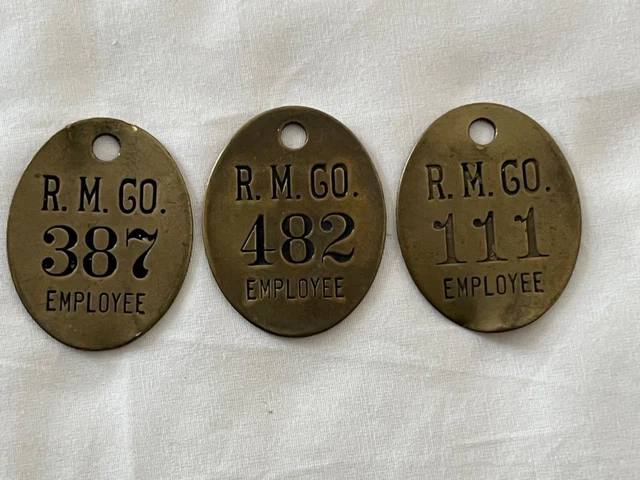 R. M. CO.
387
EMPLOYEE
R. M. CO.
482
EMPLOYEE
R. M. CO.
111
EMPLOYEE